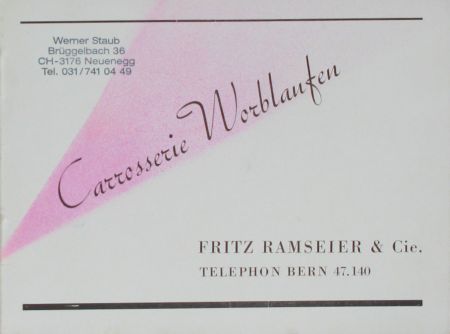 Werner Staub
Brüggelbach 36
CH-3176 Neuenegg
Tel. 031/741 04 49
Carrosserie Worblaufen
FRITZ RAMSEIER & Cie.
TELEPHON BERN 47.140